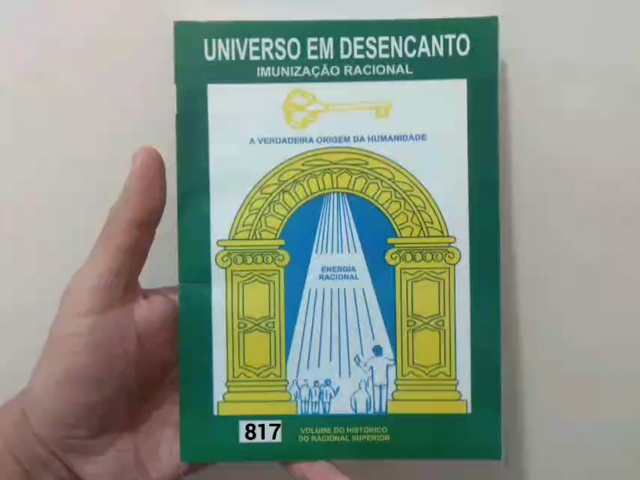 UNIVERSO EM DESENCANTO
IMUNIZAÇÃO RACIONAL
A VERDADEIRA ORIGEM DA HUMANIDADE
ENERGIA
RACIONAL
817
VOLUME DO HISTÓRICO
DO RACIONAL SUPERIOR